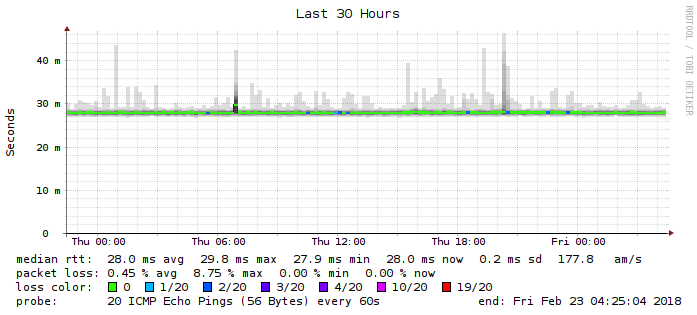 Last 30 Hours
RRDTOOL / TOBI OETIKER
Seconds
40 m
30 m
20 m
10 m
0
Thu 00:00 Thu 06:00 Thu 12:00 Thu 18:00 Fri 00:00
median rtt: 28.0 ms avg 29.8 ms max 27.9 ms min 28.0 ms now 0.2 ms sd 177.8 am/s
packet loss: 0.45 % avg 8.75 % max 0.00 % min 0.00 % now
loss color: 0 1/20 2/20 3/20 4/20 10/20 19/20
probe: 20 ICMP Echo Pings (56 Bytes) every 60s end: Fri Feb 23 04:25:04 2018